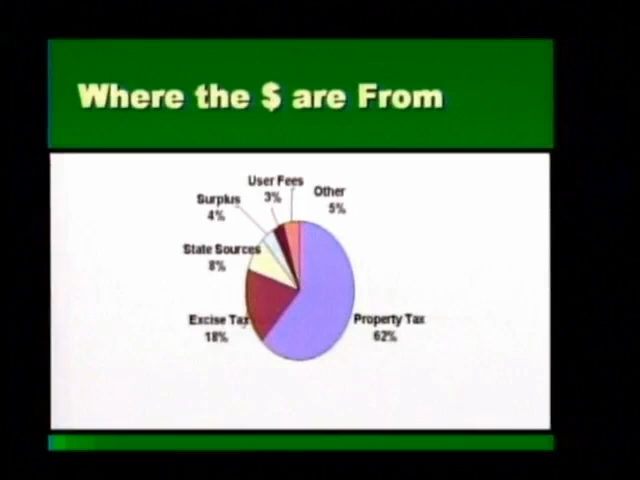 Where the $ are From
User Fees
3%
Other
5%
Surplus
4%
State Sources
8%
Excise Tax
18%
Property Tax
62%